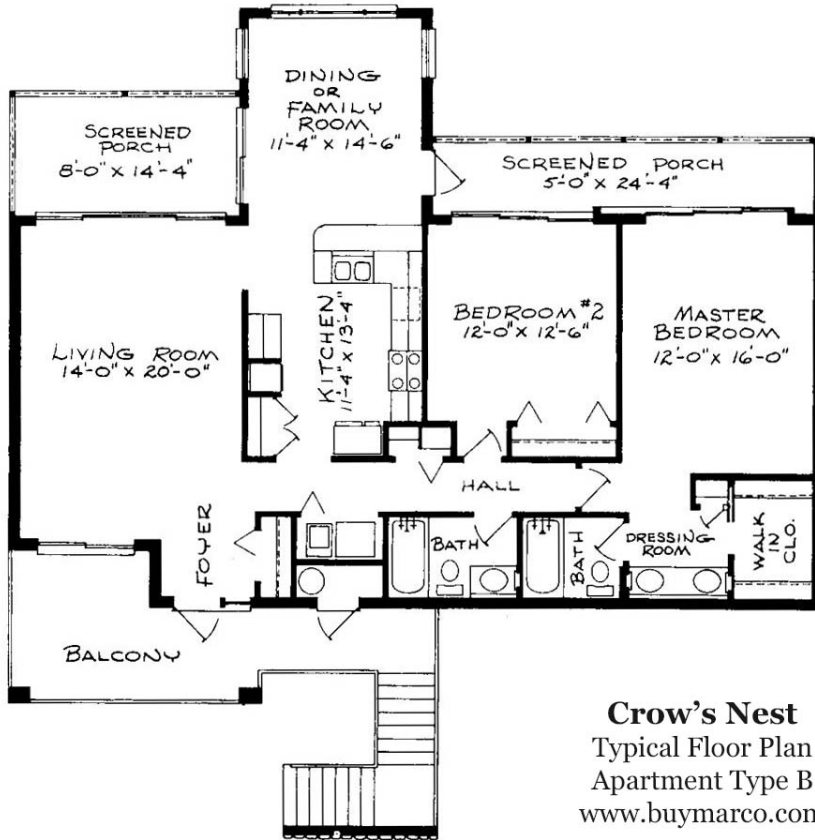 DINING
OR
FAMILY
ROOM
11'-4" X 14'-6"
SCREENED
PORCH
8'-0" X 14'-4"
SCREENED PORCH
5'-0" X 24'-4"
LIVING ROOM
14'-0" X 20'-0"
KITCHEN
11'-4" X 13'-4"
BEDROOM #2
12'-0" X 12'-6"
MASTER
BEDROOM
12'-0" X 16'-0"
HALL
FOYER
BATH
BATH
DRESSING
ROOM
WALK
IN
CLO.
BALCONY
Crow's Nest
Typical Floor Plan
Apartment Type B
www.buymarco.com